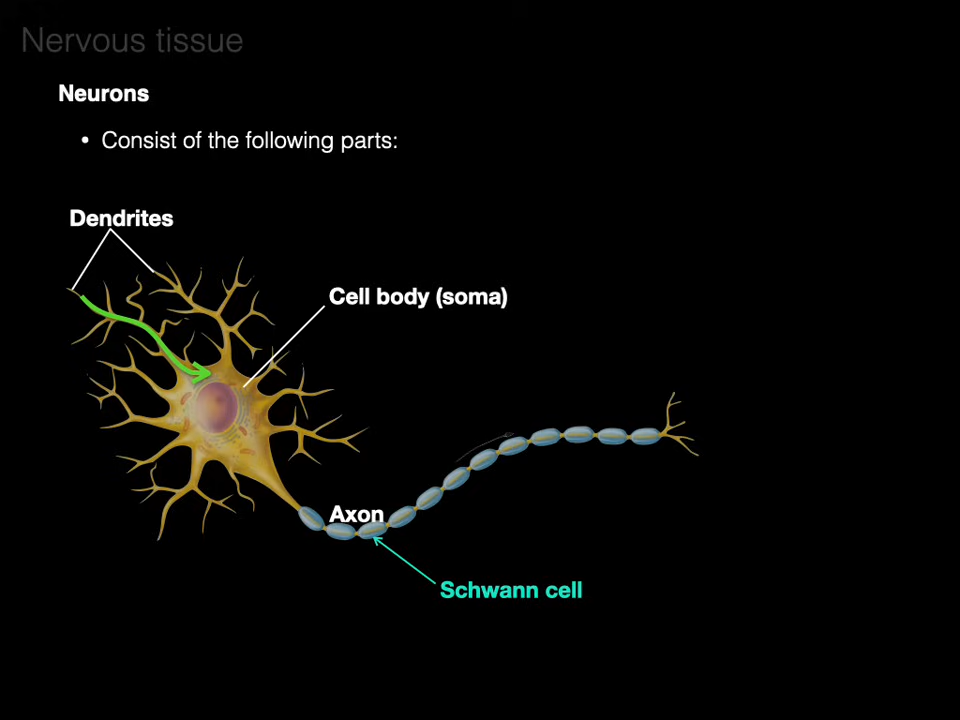 Nervous tissue
Neurons
• Consist of the following parts:
Dendrites
Cell body (soma)
Axon
Schwann cell